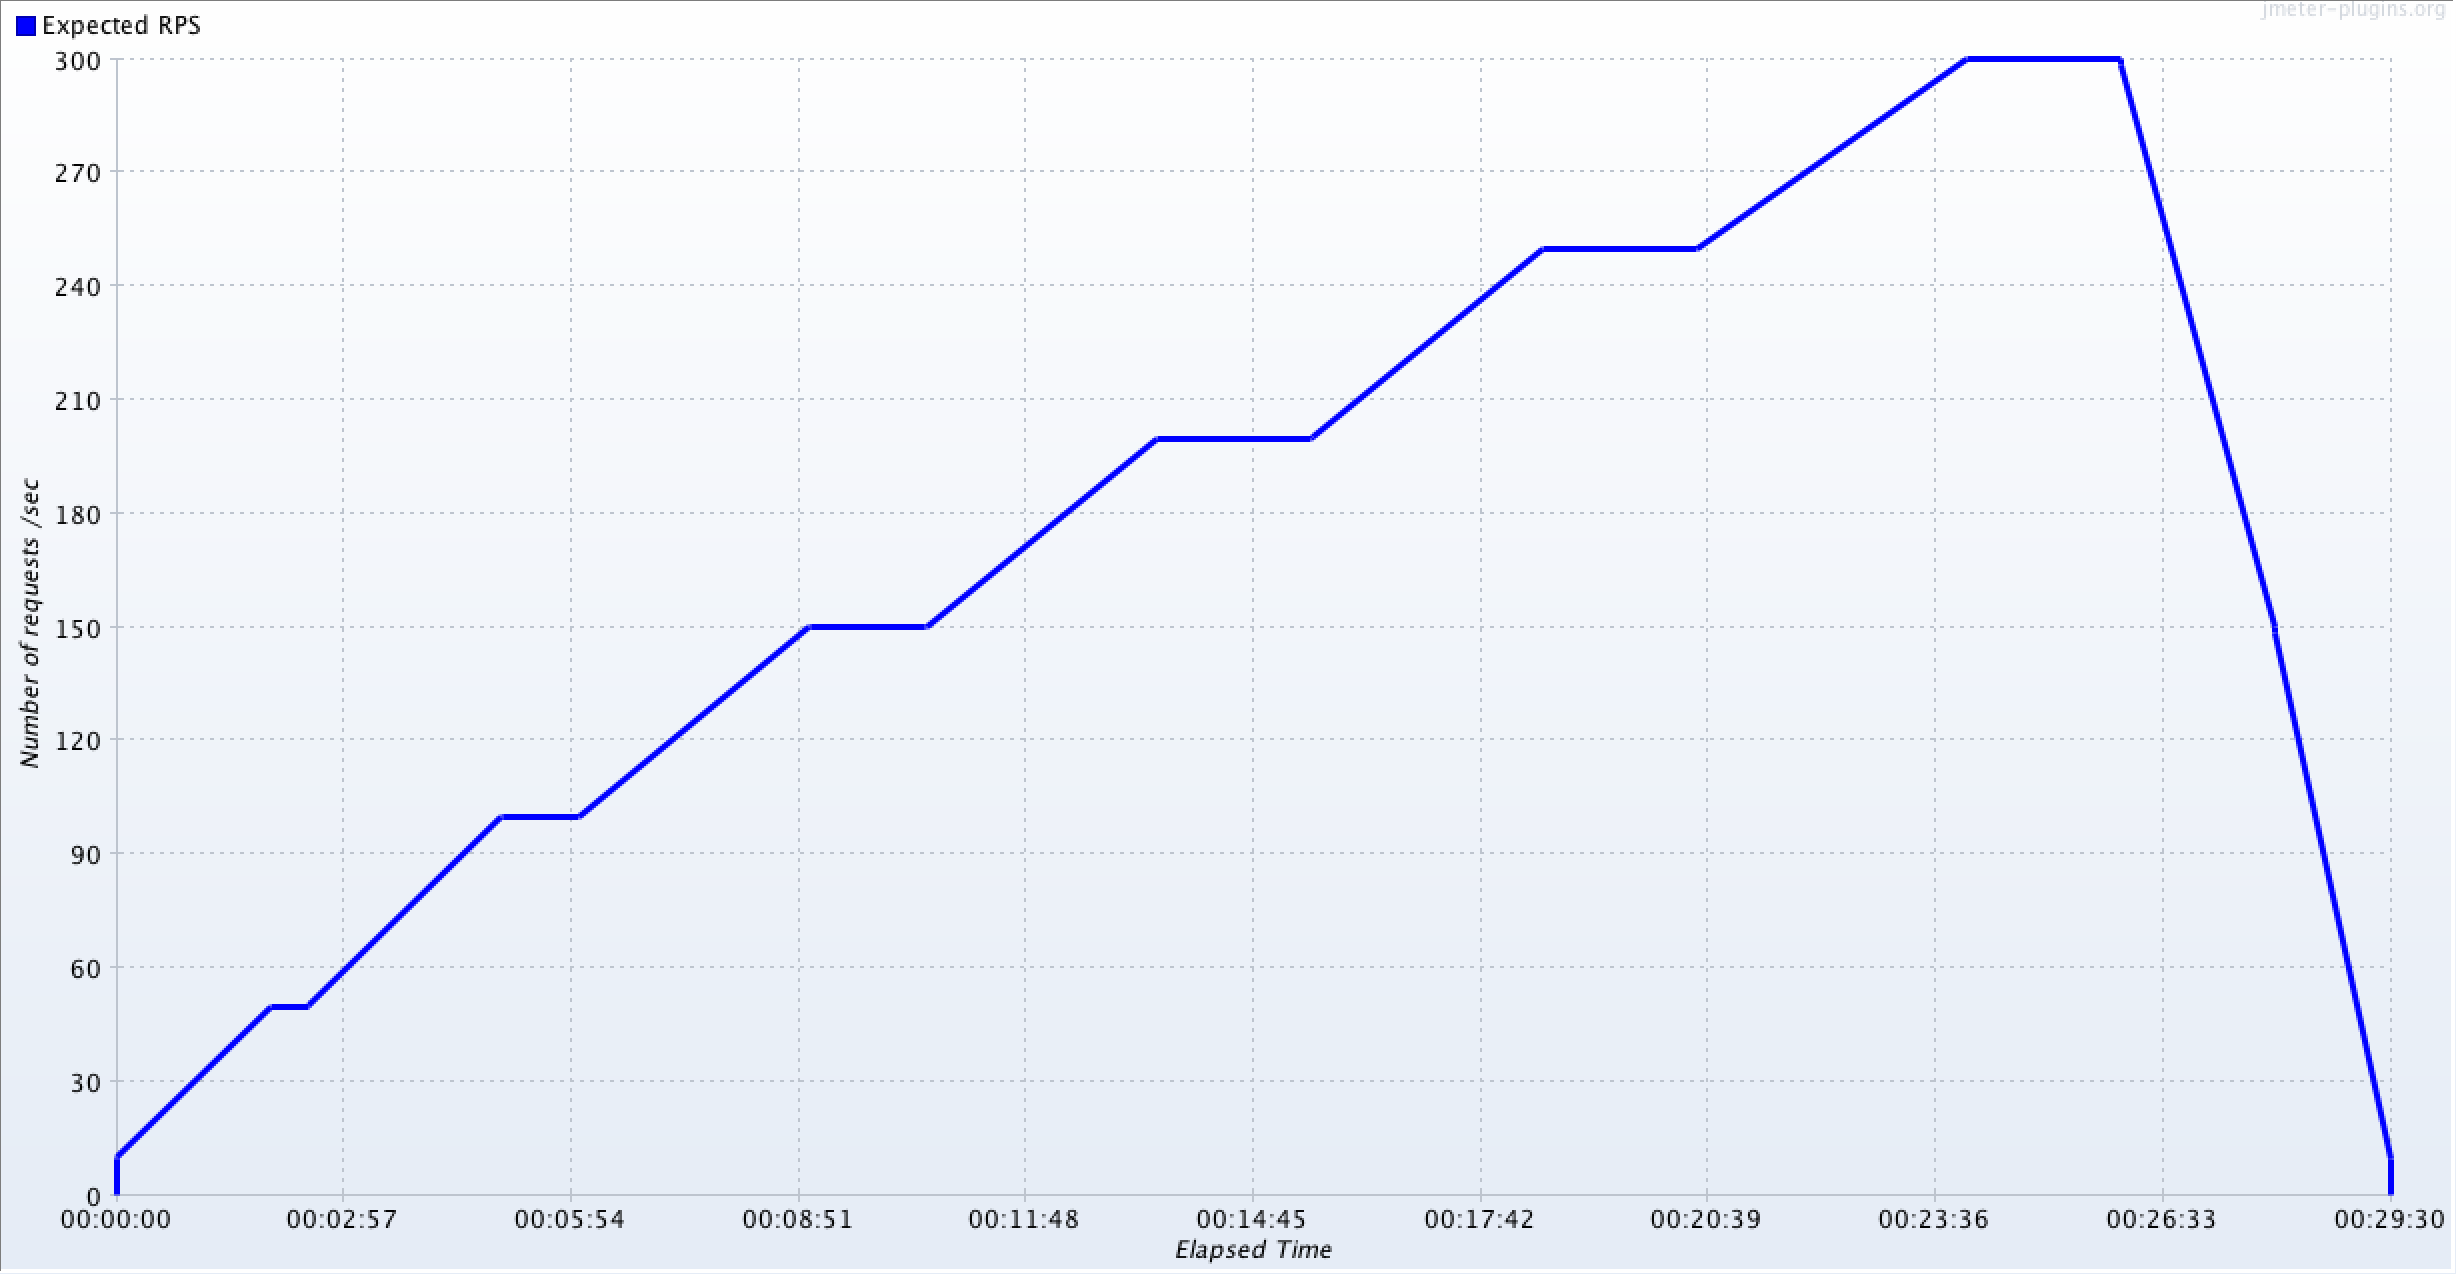 jmeter-plugins.org
Expected RPS
300
270
240
210
180
150
120
90
60
30
0
Number of requests /sec
00:00:00 00:02:57 00:05:54 00:08:51 00:11:48 00:14:45 00:17:42 00:20:39 00:23:36 00:26:33 00:29:30
Elapsed Time